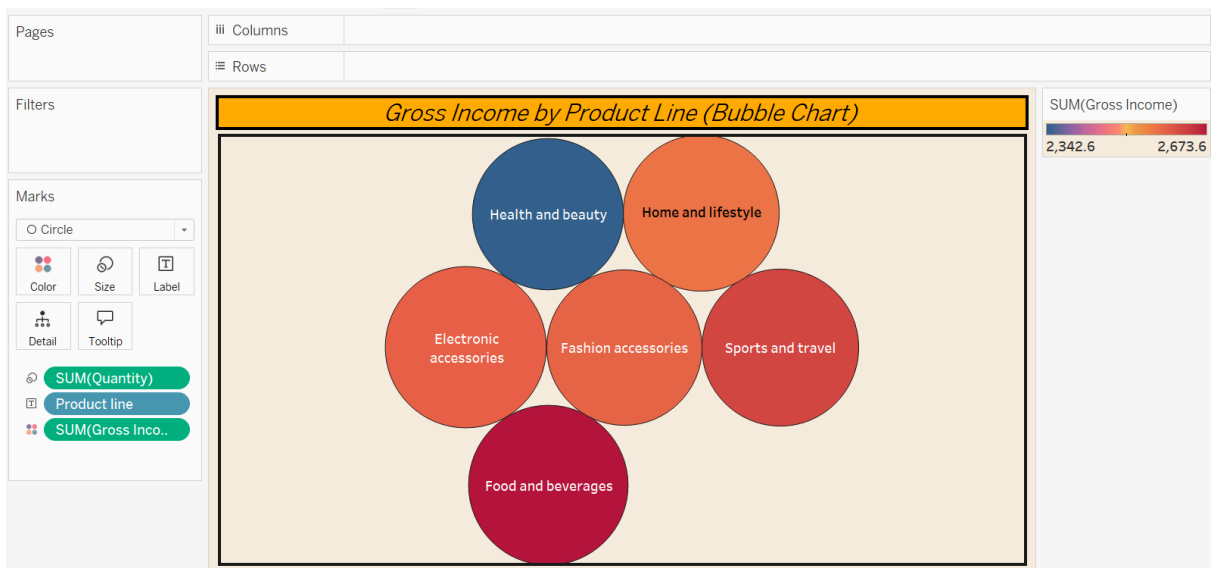 Pages
Columns
Rows
Filters
Gross Income by Product Line (Bubble Chart)
SUM(Gross Income)
2,342.6 2,673.6
Marks
Circle
Color Size Label
Detail Tooltip
SUM(Quantity)
Product line
SUM(Gross Inco..
Health and beauty
Home and lifestyle
Electronic
accessories
Fashion accessories
Sports and travel
Food and beverages